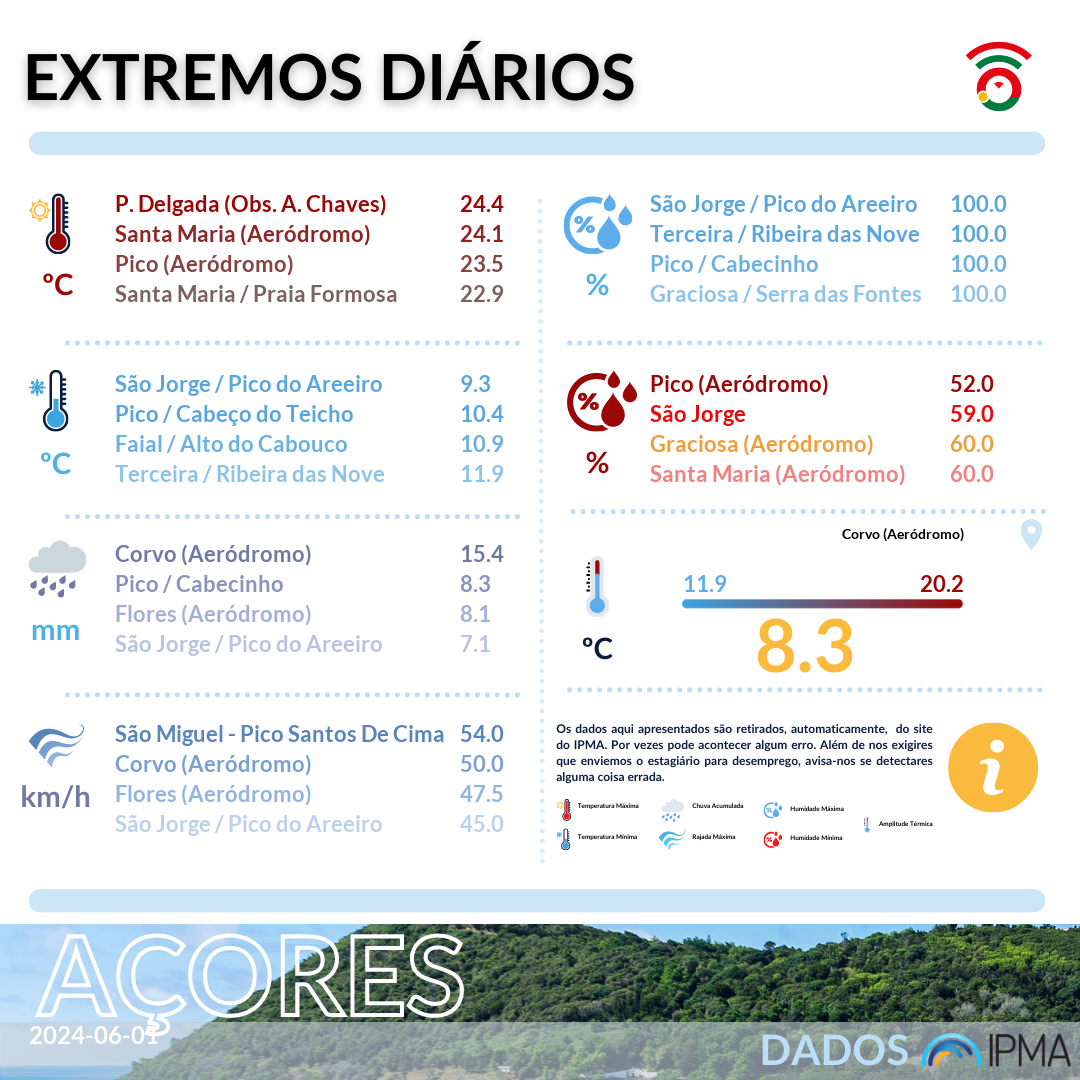 EXTREMOS DIÁRIOS
P. Delgada (Obs. A. Chaves) 24.4
Santa Maria (Aeródromo) 24.1
Pico (Aeródromo) 23.5
Santa Maria / Praia Formosa 22.9
ºC
São Jorge / Pico do Areeiro 9.3
Pico / Cabeço do Teicho 10.4
Faial / Alto do Cabouco 10.9
Terceira / Ribeira das Nove 11.9
ºC
Corvo (Aeródromo) 15.4
Pico / Cabecinho 8.3
Flores (Aeródromo) 8.1
São Jorge / Pico do Areeiro 7.1
mm
São Miguel - Pico Santos De Cima 54.0
Corvo (Aeródromo) 50.0
Flores (Aeródromo) 47.5
São Jorge / Pico do Areeiro 45.0
km/h
%
São Jorge / Pico do Areeiro 100.0
Terceira / Ribeira das Nove 100.0
Pico / Cabecinho 100.0
Graciosa / Serra das Fontes 100.0
%
%
Pico (Aeródromo) 52.0
São Jorge 59.0
Graciosa (Aeródromo) 60.0
Santa Maria (Aeródromo) 60.0
%
Corvo (Aeródromo)
11.9 20.2
8.3
ºC
Os dados aqui apresentados são retirados, automaticamente, do site
do IPMA. Por vezes pode acontecer algum erro. Além de nos exigires
que enviemos o estagiário para desemprego, avisa-nos se detectares
alguma coisa errada.
i
Temperatura Máxima
Chuva Acumulada
Humidade Máxima
Amplitude Térmica
Temperatura Mínima
Rajada Máxima
Humidade Mínima
AÇORES
2024-06-01
DADOS IPMA